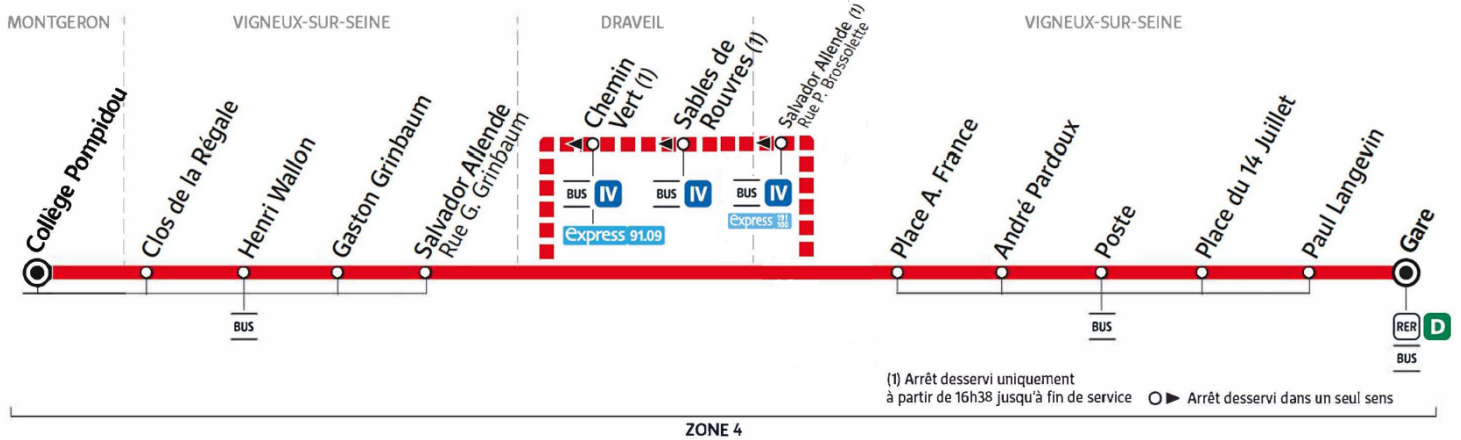 MONTGERON
VIGNEUX-SUR-SEINE
DRAVEIL
VIGNEUX-SUR-SEINE
Collège Pompidou
Clos de la Régale
Henri Wallon
Gaston Grinbaum
Salvador Allende
Rue G. Grinbaum
Chemin
Vert (1)
Sables de
Rouvres (1)
Salvador Allende (1)
Rue P. Brossolette
Place A. France
André Pardoux
Poste
Place du 14 Juillet
Paul Langevin
Gare
BUS IV
express 91.09
BUS IV
BUS IV
express 191
100
BUS
BUS
RER D
BUS
(1) Arrêt desservi uniquement
à partir de 16h38 jusqu'à fin de service
Arrêt desservi dans un seul sens
ZONE 4